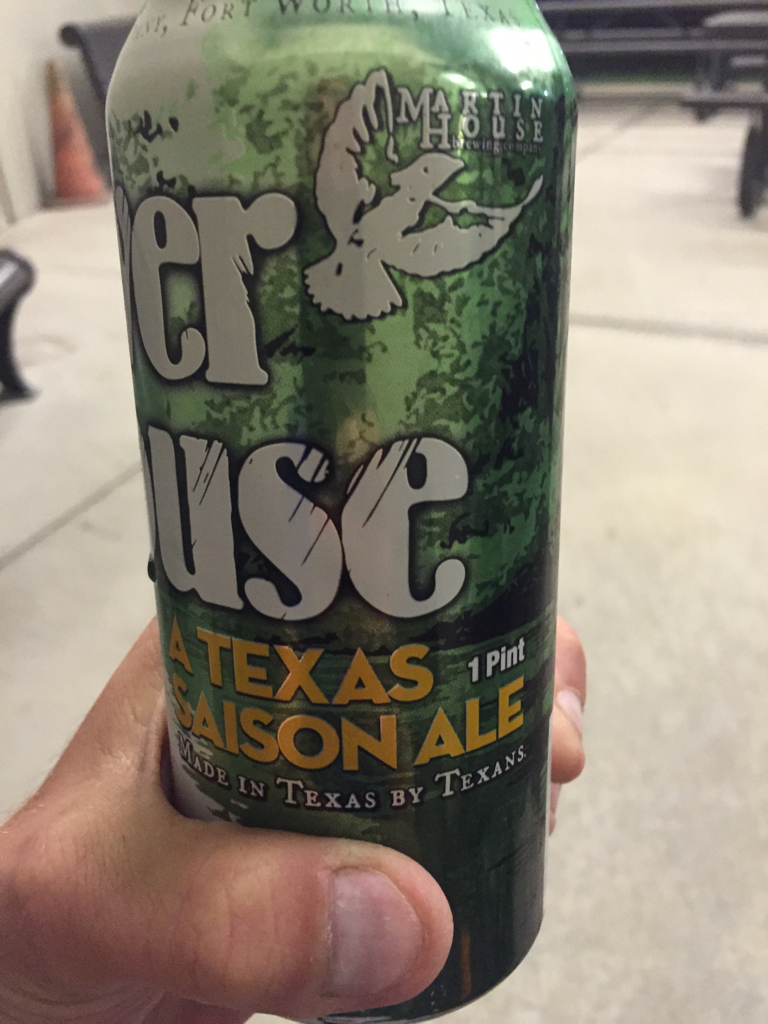 FORT WORTH, TEXAS
MARTIN
HOUSE
brewing company
er
use
A TEXAS
1 Pint
SAISON ALE
MADE IN TEXAS BY TEXANS.